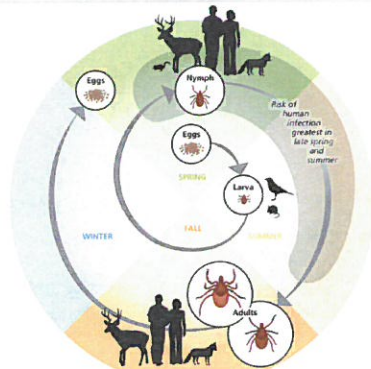 Eggs
Nymph
Risk of
human
infection
greatest in
late spring
and
summer
Eggs
SPRING
Larva
WINTER
FALL
SUMMER
Adults